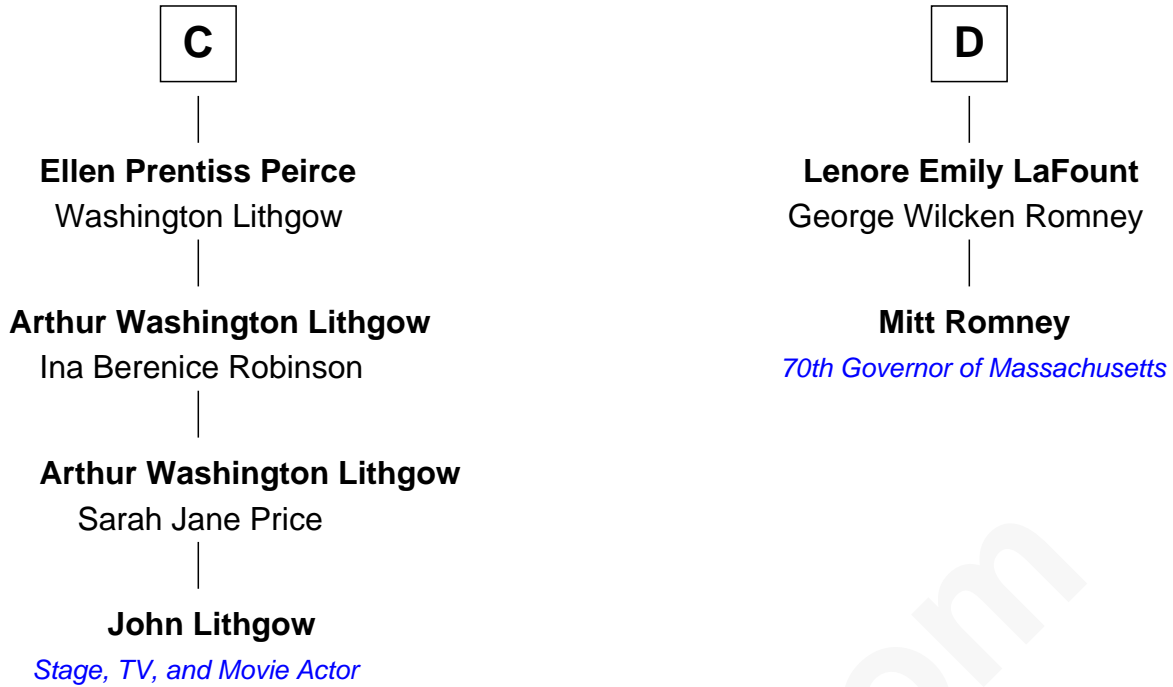 C
Ellen Prentiss Peirce
Washington Lithgow
Arthur Washington Lithgow
Ina Berenice Robinson
Arthur Washington Lithgow
Sarah Jane Price
John Lithgow
Stage, TV, and Movie Actor
D
Lenore Emily LaFount
George Wilcken Romney
Mitt Romney
70th Governor of Massachusetts
om